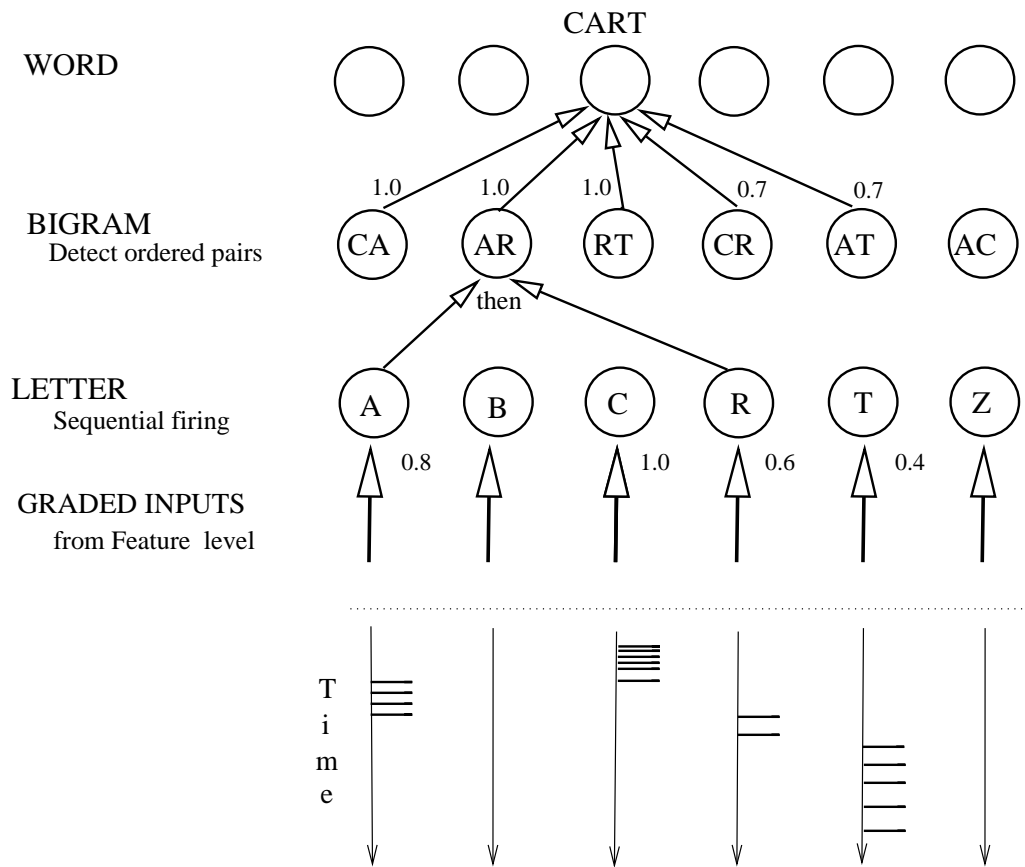 CART
WORD
1.0 1.0 1.0 0.7 0.7
BIGRAM
Detect ordered pairs
CA AR RT CR AT AC
then
LETTER
Sequential firing
A B C R T Z
0.8 1.0 0.6 0.4
GRADED INPUTS
from Feature level
T
i
m
e